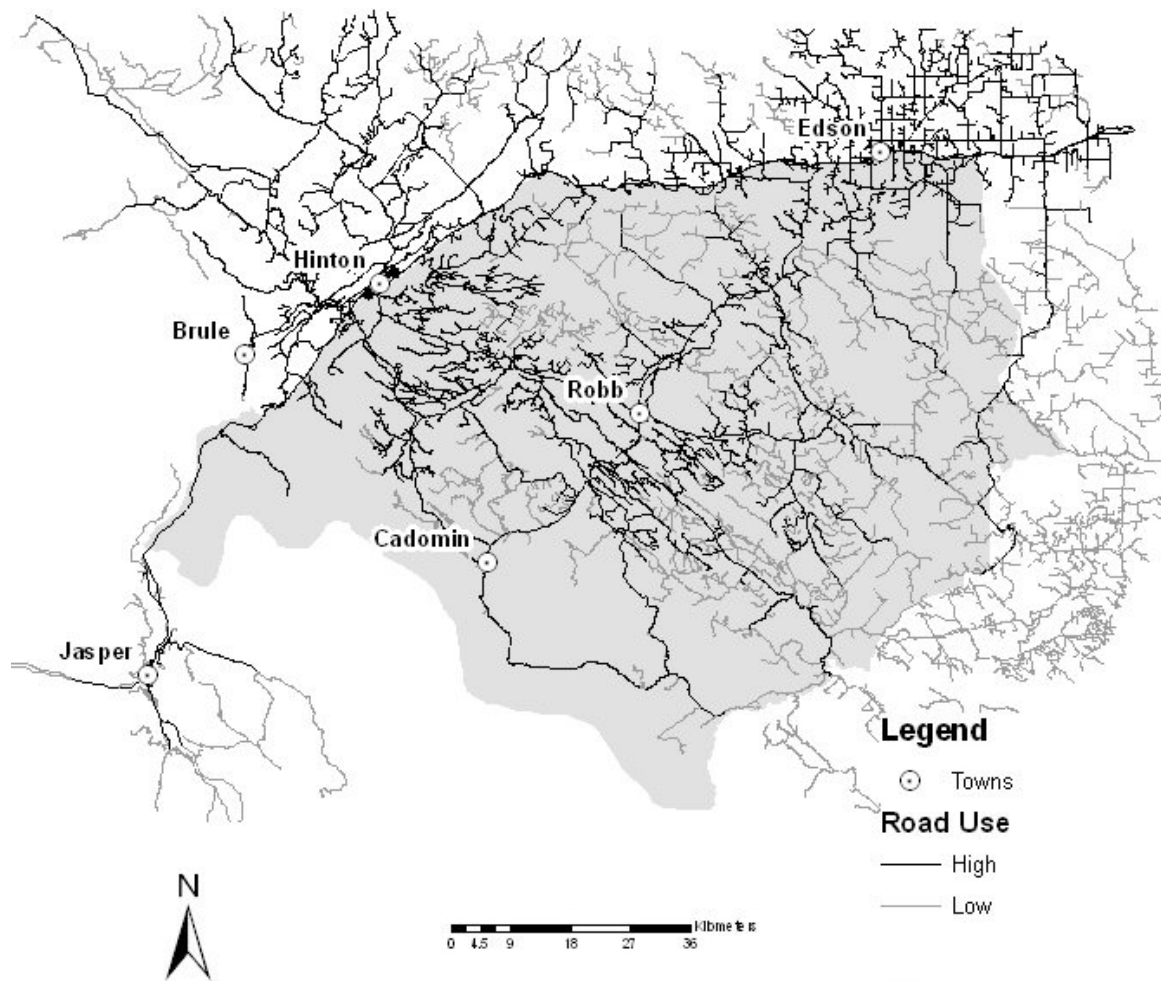 Edson
Hinton
Brule
Robb
Cadomin
Jasper
Legend
Towns
Road Use
High
Low
N
Kilometers
0 4.5 9 18 27 36